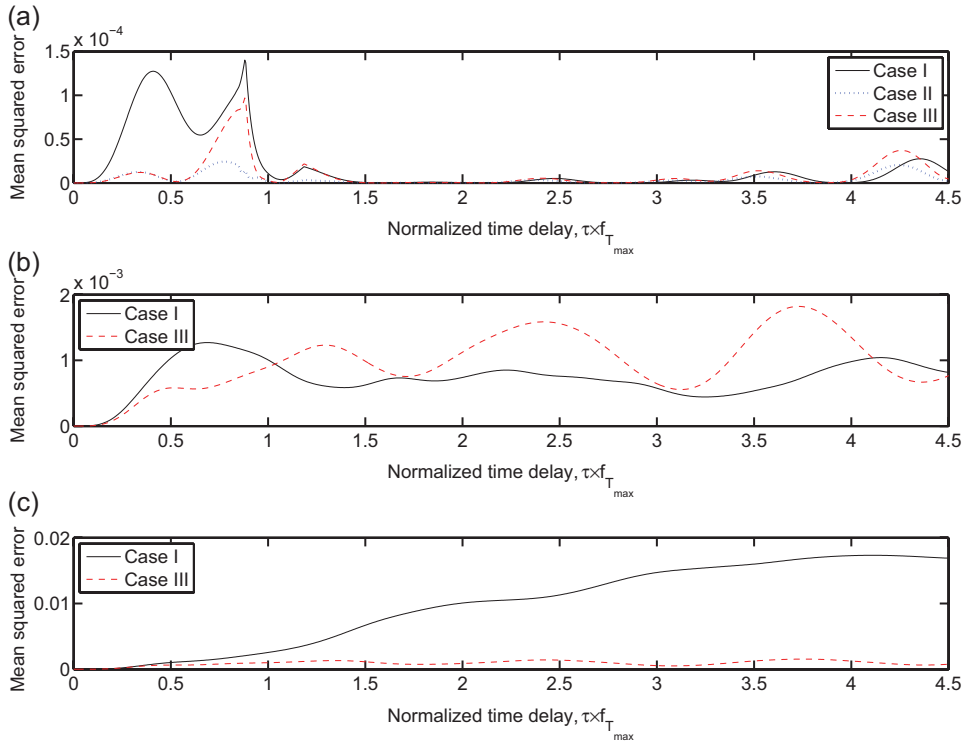 (a)
x 10⁻⁴
Mean squared error
1.5
1
0.5
0
0 0.5 1 1.5 2 2.5 3 3.5 4 4.5
Case I
Case II
Case III
Normalized time delay, τ×f_Tmax
(b)
x 10⁻³
Mean squared error
2
1
0
0 0.5 1 1.5 2 2.5 3 3.5 4 4.5
Case I
Case III
Normalized time delay, τ×f_Tmax
(c)
Mean squared error
0.02
0.01
0
0 0.5 1 1.5 2 2.5 3 3.5 4 4.5
Case I
Case III
Normalized time delay, τ×f_Tmax